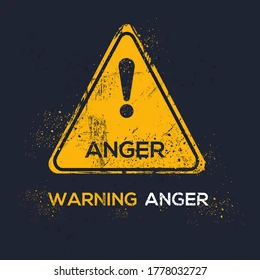 !
ANGER
WARNING ANGER
shutterstock.com · 1778032727